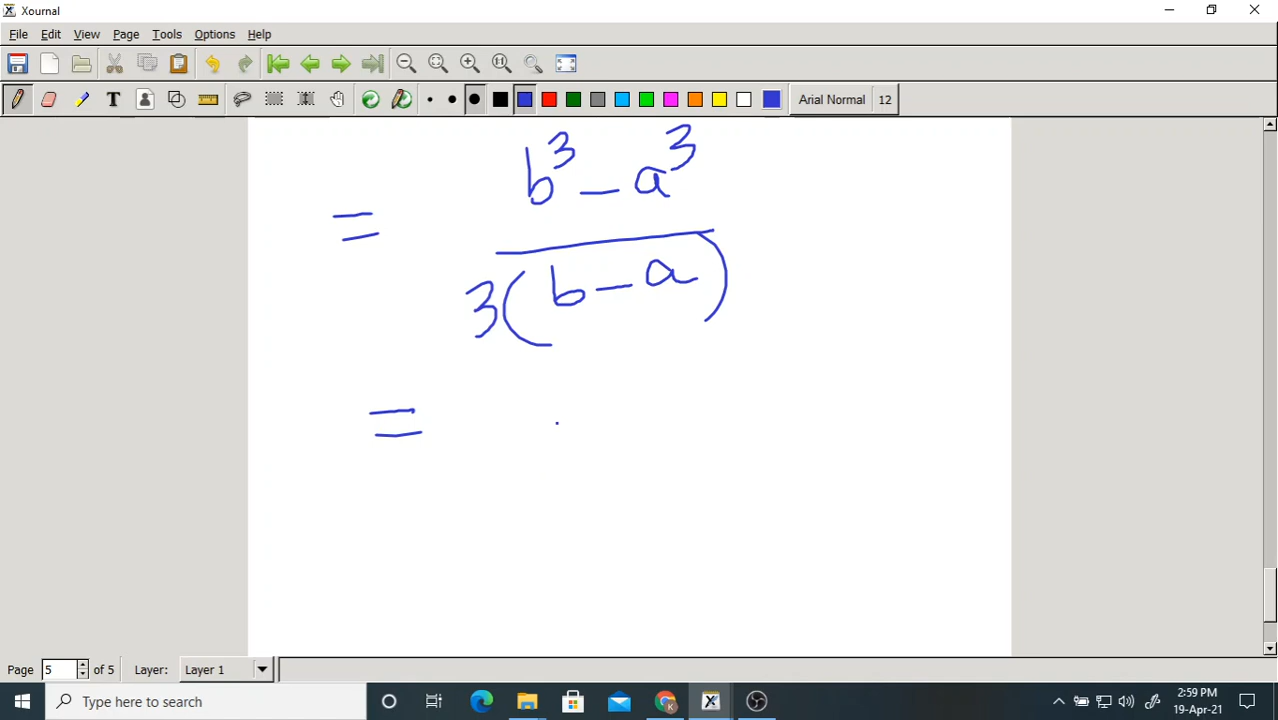 Xournal
File Edit View Page Tools Options Help
Arial Normal 12
= b³ – a³
3( b – a )
=
Page 5 of 5 Layer: Layer 1
Type here to search
2:59 PM
19-Apr-21